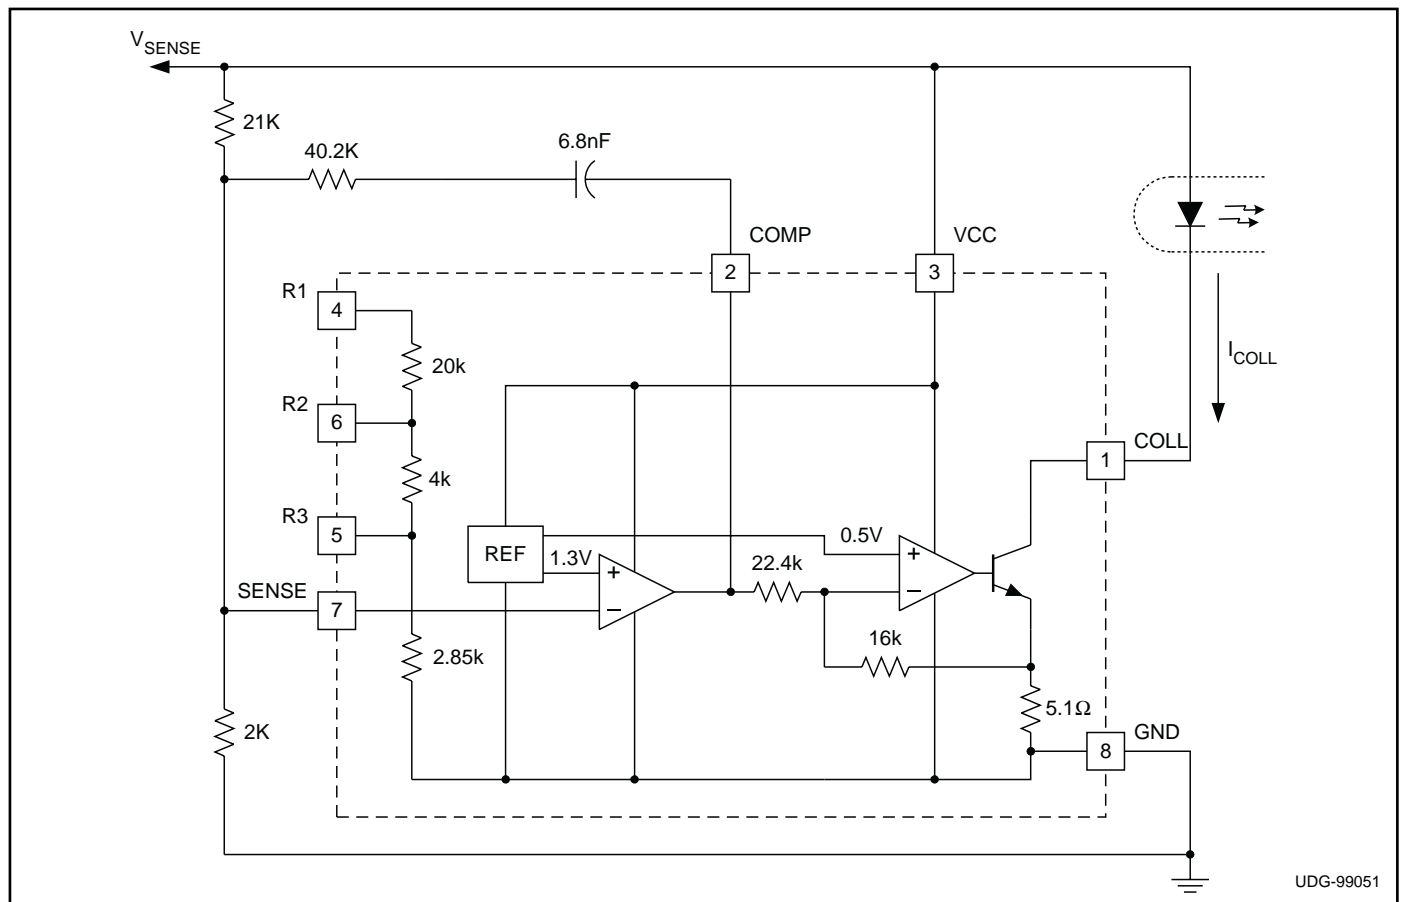 VSENSE
21K
40.2K
6.8nF
COMP
VCC
2
3
R1
4
20k
ICOLL
R2
6
4k
COLL
1
R3
5
REF
1.3V
0.5V
+
−
22.4k
+
−
SENSE
7
16k
2.85k
5.1Ω
2K
GND
8
UDG-99051